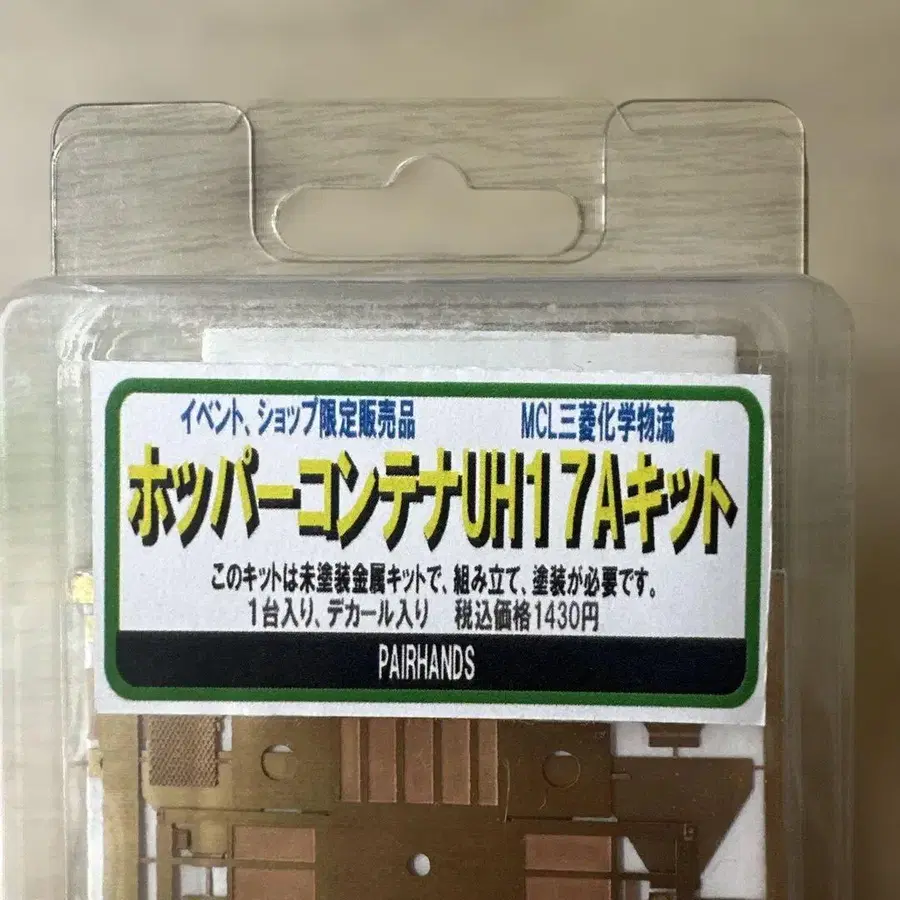 イベント、ショップ限定販売品 MCL三菱化学物流
ホッパーコンテナUH17Aキット
このキットは未塗装金属キットで、組み立て、塗装が必要です。
1台入り、デカール入り 税込価格1430円
PAIRHANDS